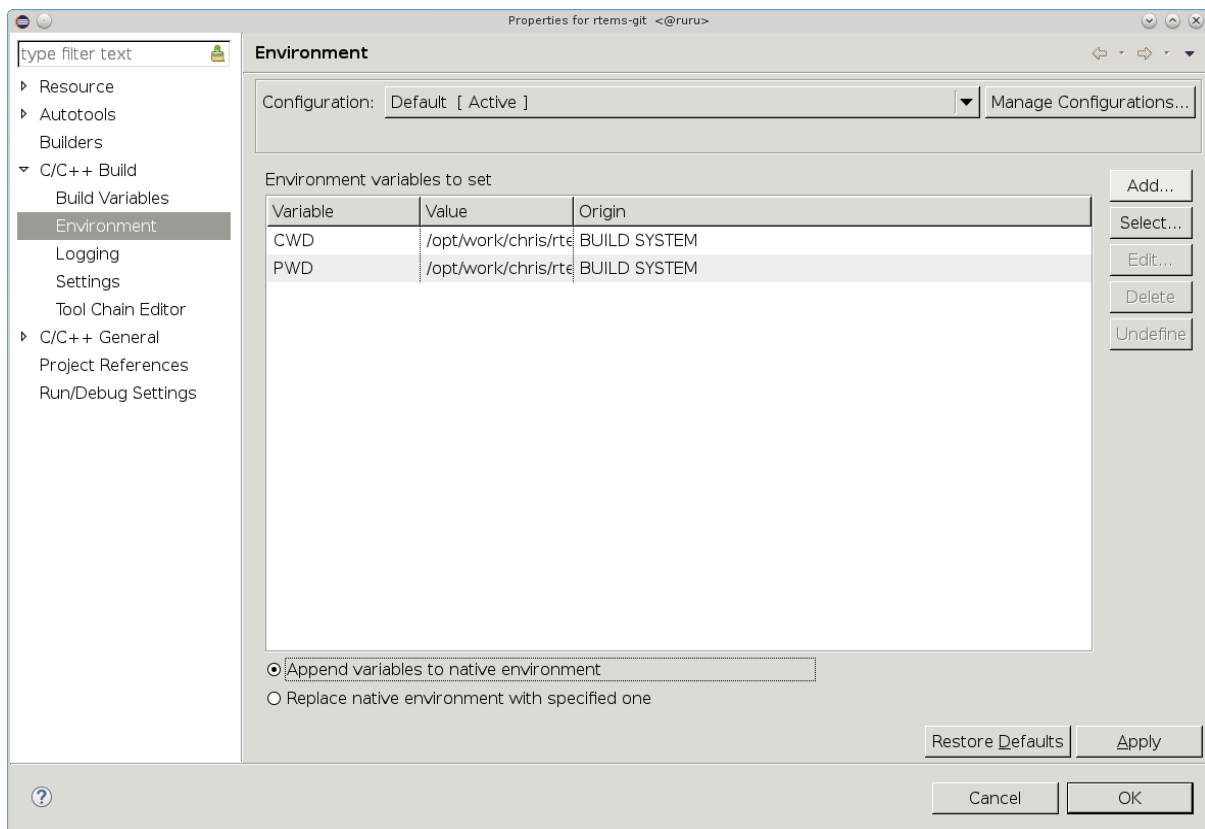 Properties for rtems-git <@ruru>
type filter text
Resource
Autotools
Builders
C/C++ Build
Build Variables
Environment
Logging
Settings
Tool Chain Editor
C/C++ General
Project References
Run/Debug Settings
Environment
Configuration: Default [ Active ] Manage Configurations...
Environment variables to set
Variable Value Origin
CWD /opt/work/chris/rte BUILD SYSTEM
PWD /opt/work/chris/rte BUILD SYSTEM
Add...
Select...
Edit...
Delete
Undefine
Append variables to native environment
Replace native environment with specified one
Restore Defaults Apply
? Cancel OK